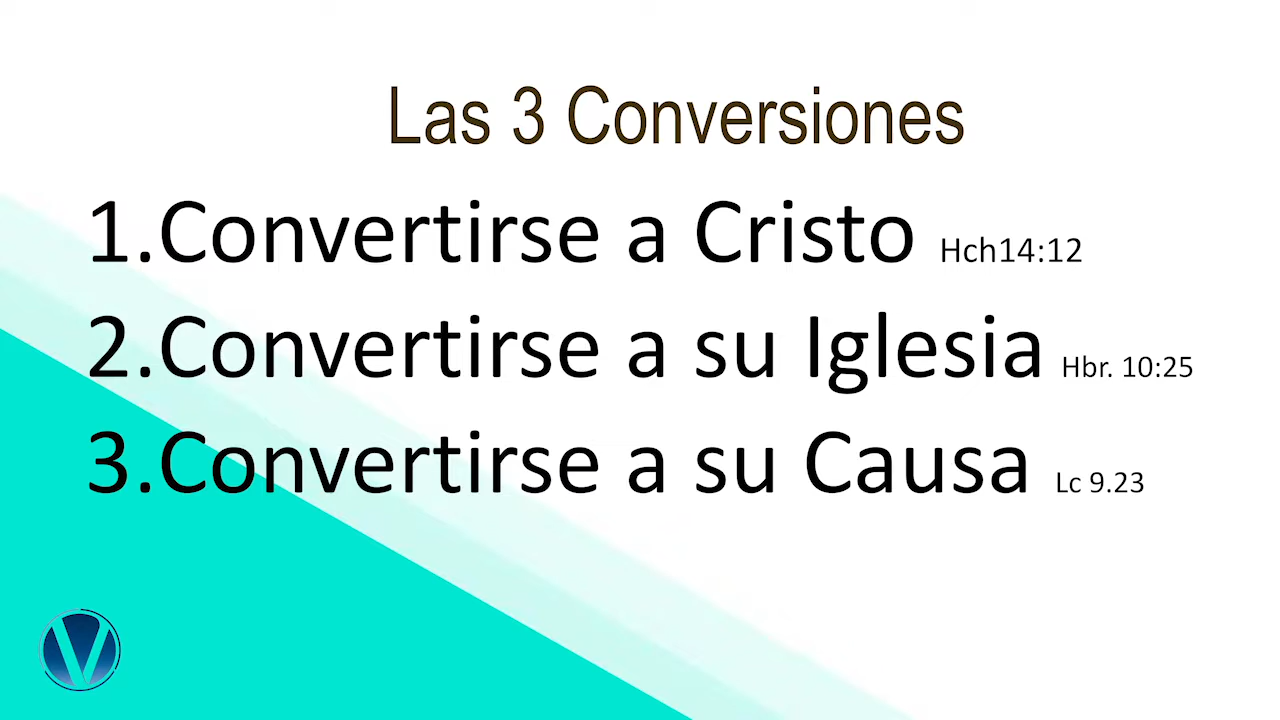 Las 3 Conversiones
1.Convertirse a Cristo Hch14:12
2.Convertirse a su Iglesia Hbr. 10:25
3.Convertirse a su Causa Lc 9.23
V